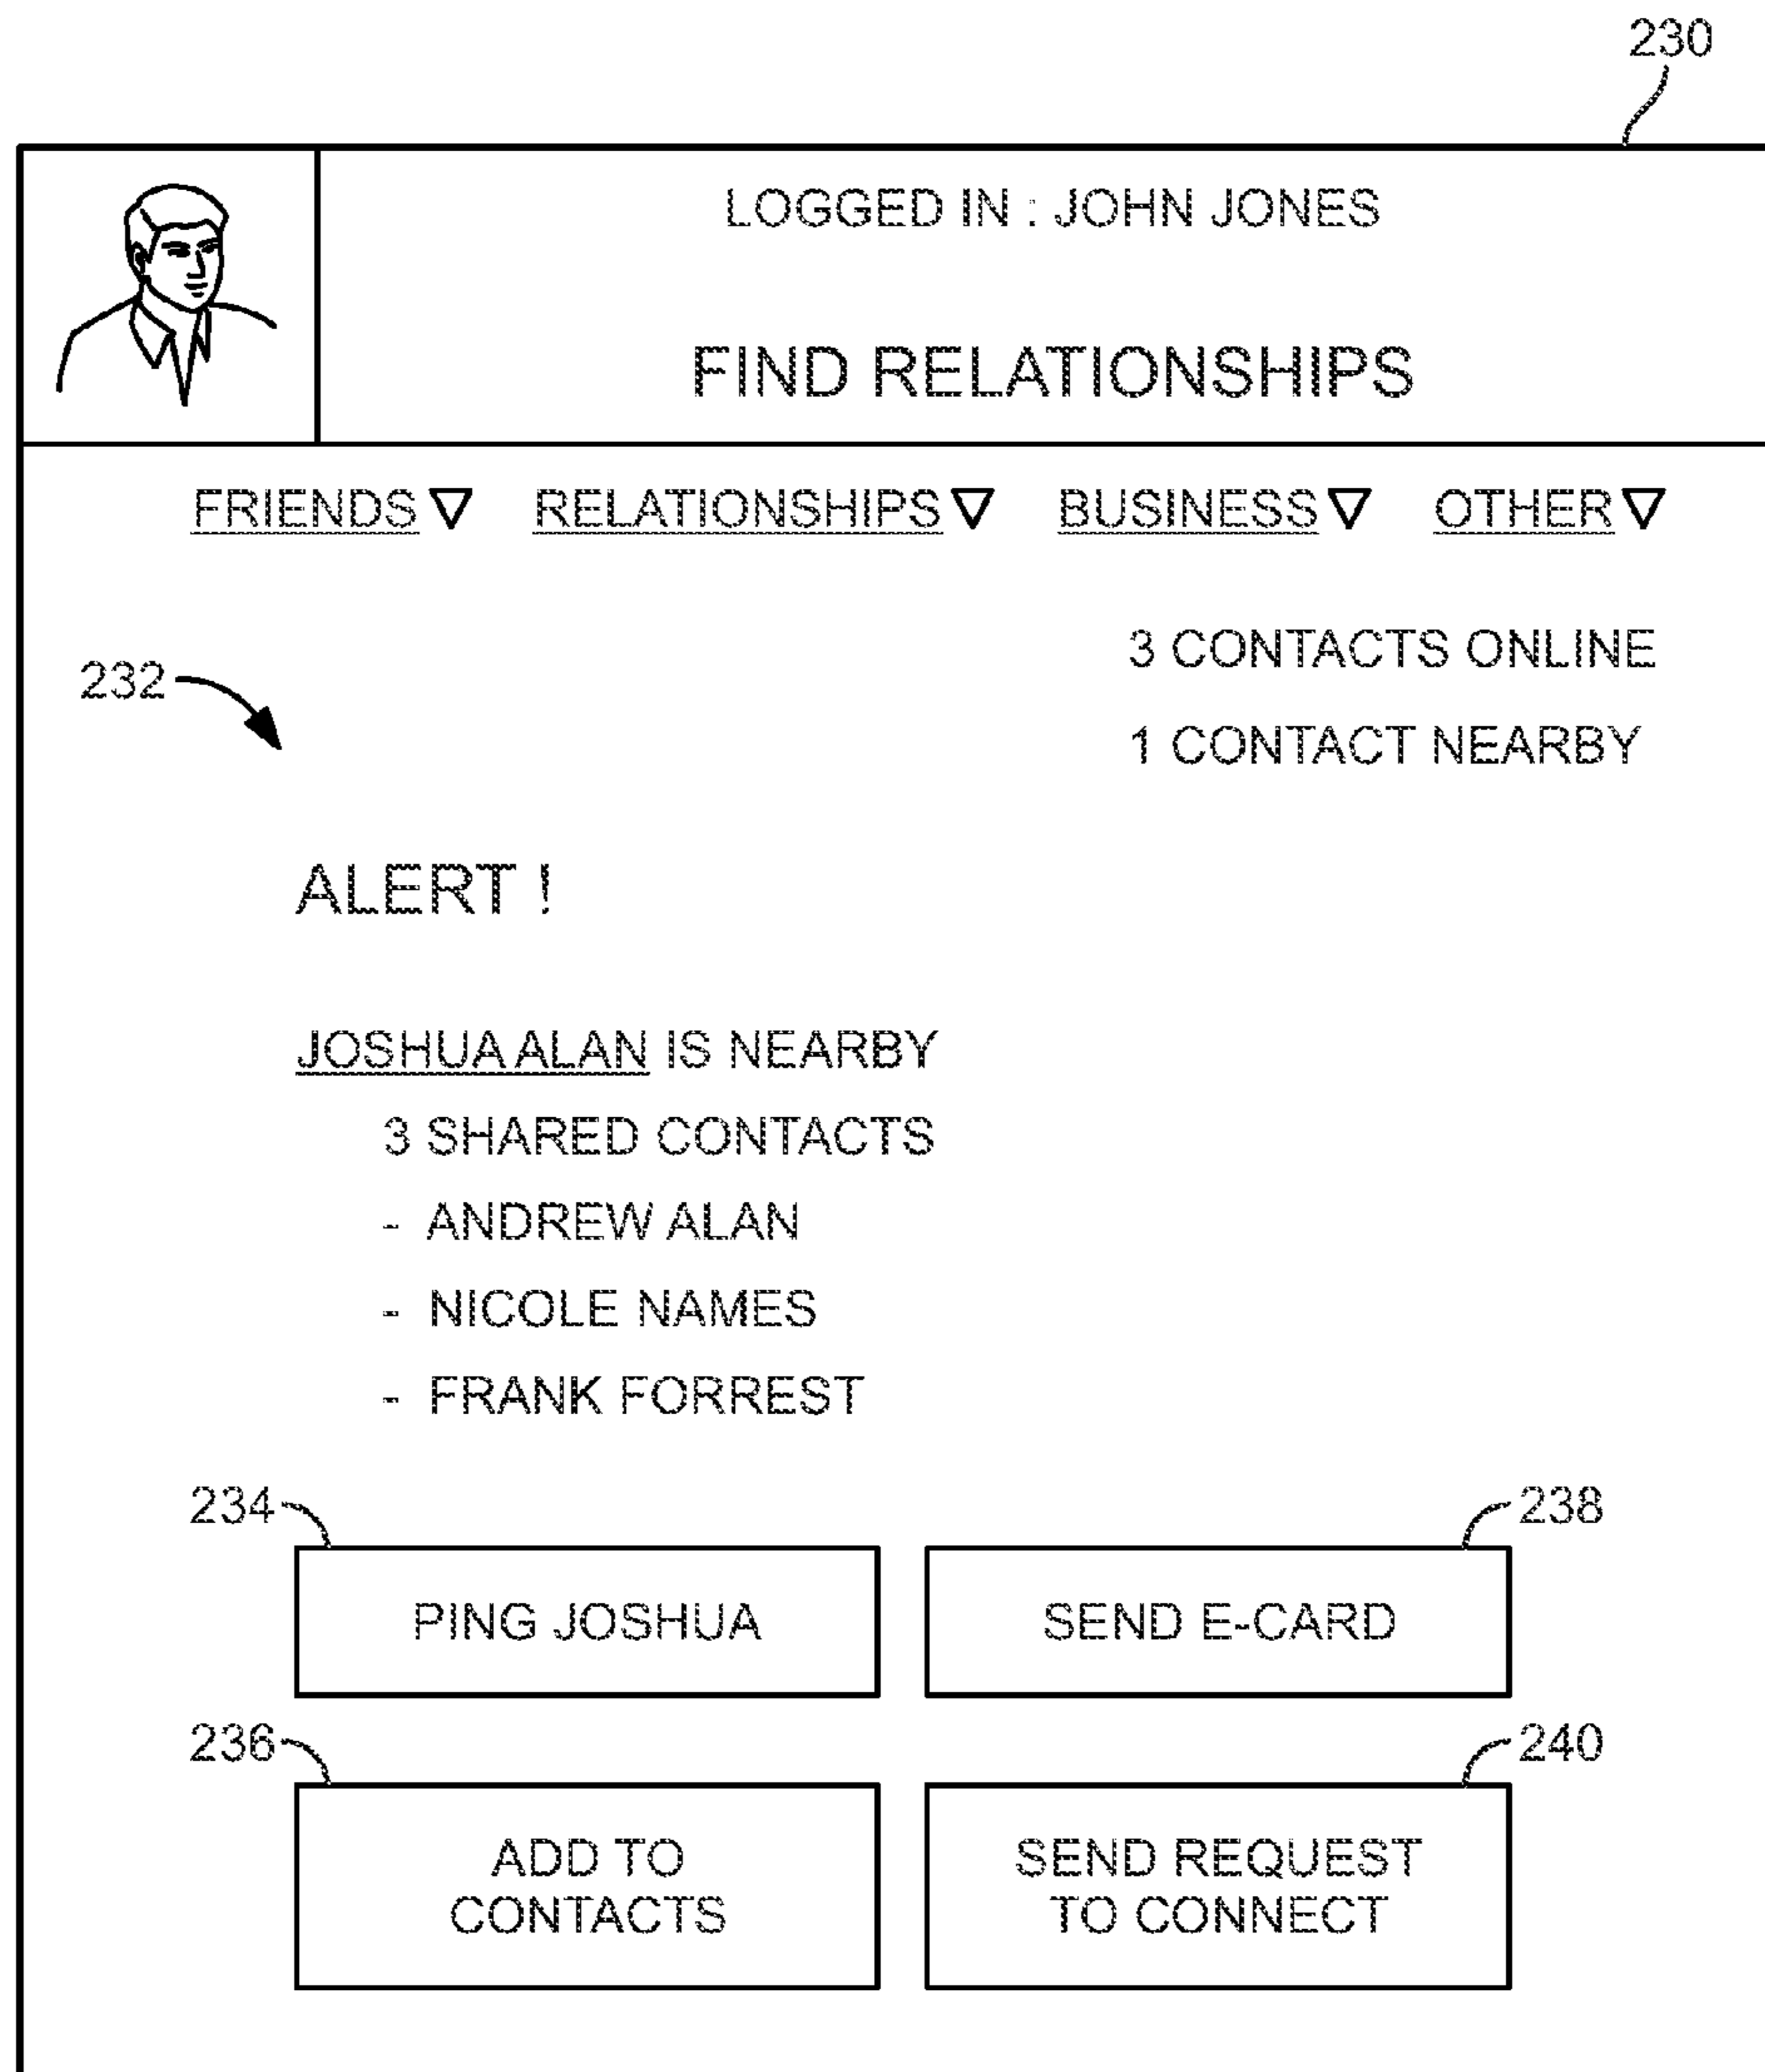 230
LOGGED IN : JOHN JONES
FIND RELATIONSHIPS
FRIENDS RELATIONSHIPS BUSINESS OTHER
3 CONTACTS ONLINE
232
1 CONTACT NEARBY
ALERT !
JOSHUA ALAN IS NEARBY
3 SHARED CONTACTS
- ANDREW ALAN
- NICOLE NAMES
- FRANK FORREST
234 238
PING JOSHUA SEND E-CARD
236 240
ADD TO
CONTACTS
SEND REQUEST
TO CONNECT